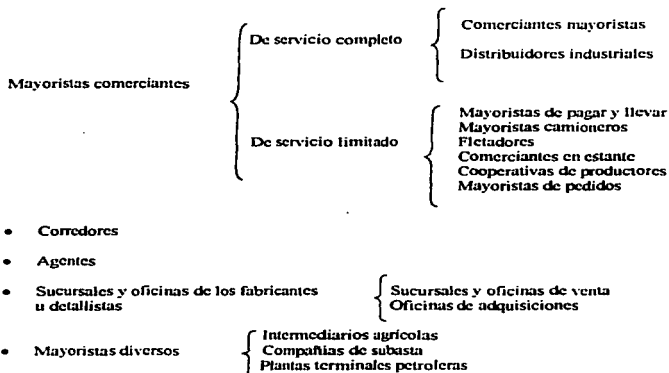 Mayoristas comerciantes
De servicio completo
Comerciantes mayoristas
Distribuidores industriales
De servicio limitado
Mayoristas de pagar y llevar
Mayoristas camioneros
Fletadores
Comerciantes en estante
Cooperativas de productores
Mayoristas de pedidos
• Corredores
• Agentes
• Sucursales y oficinas de los fabricantes
u detallistas
Sucursales y oficinas de venta
Oficinas de adquisiciones
• Mayoristas diversos
Intermediarios agrícolas
Compañias de subasta
Plantas terminales petroleras